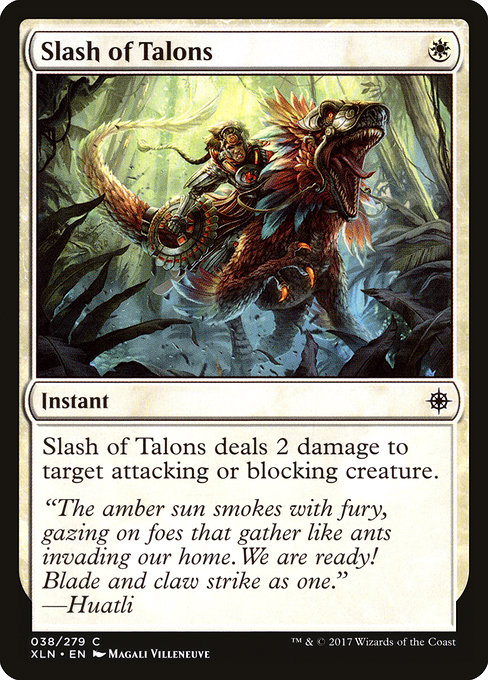 Slash of Talons
Instant
Slash of Talons deals 2 damage to
target attacking or blocking creature.
“The amber sun smokes with fury,
gazing on foes that gather like ants
invading our home. We are ready!
Blade and claw strike as one.”
—Huatli
038/279 C
XLN • EN Magali Villeneuve
™ & © 2017 Wizards of the Coast